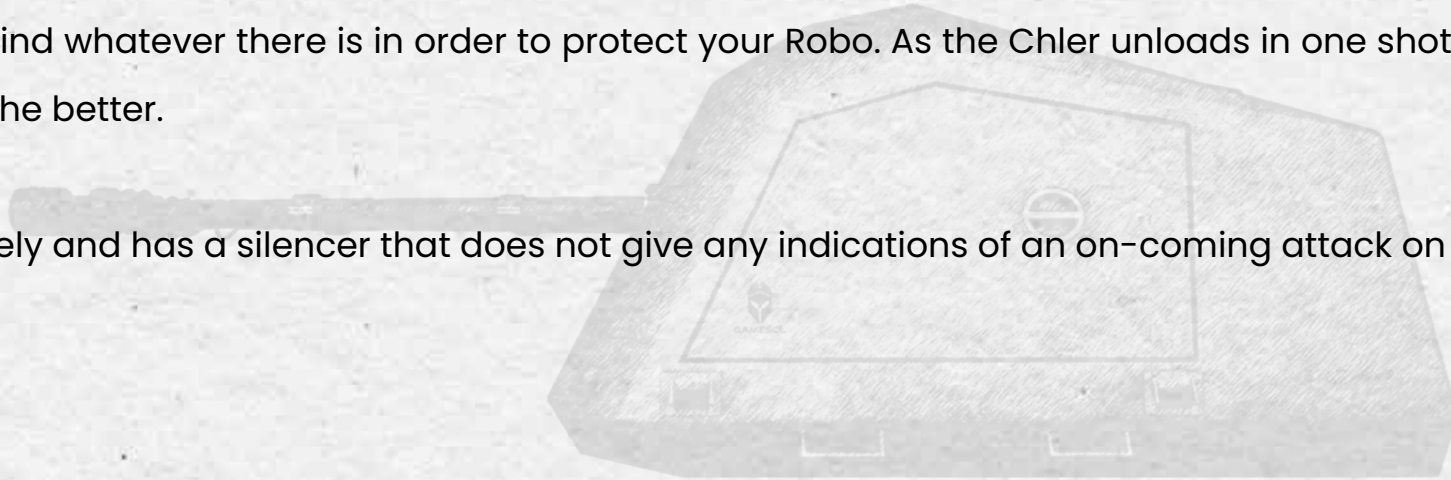 ind whatever there is in order to protect your Robo. As the Chler unloads in one shot
he better.
ely and has a silencer that does not give any indications of an on-coming attack on
GAMESOL